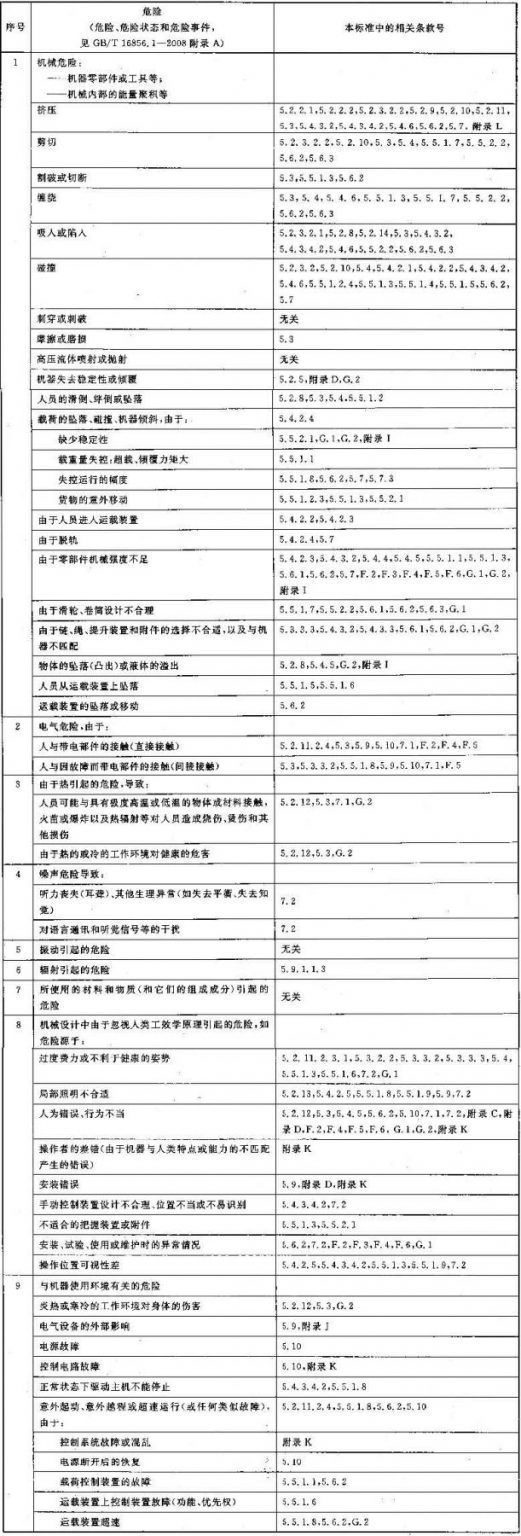 序号
危险
(危险、危险状态和危险事件,
见 GB/T 16856.1—2008 附录 A)
本标准中的相关条款号
1
机械危险:
——机器零部件或工具等;
——机械内部的能量聚积等
挤压
5.2.2.1,5.2.2.2,5.2.3.2.2,5.2.9,5.2.10,5.2.11,
5.3,5.4.3.2,5.4.3.4.2,5.4.6,5.6.2,5.7, 附录 L
剪切
5.2.3.2.2,5.2.10,5.3,5.4,5.5.1.7,5.5.2.2,
5.6.2,5.6.3
割破或切断
5.3,5.5.1.3,5.6.2
缠绕
5.3,5.4,5.4.6,5.5.1.3,5.5.1.7,5.5.2.2,
5.6.2,5.6.3
吸入或陷入
5.2.3.2.1,5.2.8,5.2.14,5.3,5.4.3.2,
5.4.3.4.2,5.4.6,5.5.2.2,5.6.2,5.6.3
碰撞
5.2.3.2,5.2.10,5.4,5.4.2.1,5.4.2.2,5.4.3.4.2,
5.4.6,5.5.1.2.4,5.5.1.3,5.5.1.4,5.5.1.5,5.6.2,
5.7
刺穿或刺破
无关
摩擦或磨损
5.3
高压流体喷射或抛射
无关
机器失去稳定性或倾覆
5.2.5,附录 D,G.2
人员的滑倒、绊倒或坠落
5.2.8,5.3,5.4,5.5.1.2
载荷的坠落、碰撞、机器倾斜,由于:
5.4.2.4
缺少稳定性
5.5.2.1,G.1,G.2,附录 I
载重量失控:超载、倾覆力矩大
5.5.1.1
失控运行的幅度
5.5.1.8,5.6.2,5.7,5.7.3
货物的意外移动
5.5.1.2.3,5.5.1.3,5.5.2.1
由于人员进入运载装置
5.4.2.2,5.4.2.3
由于脱轨
5.4.2.4,5.7
由于零部件机械强度不足
5.4.2.3,5.4.3.2,5.4.4,5.4.5,5.5.1.1,5.5.1.3,
5.6.1,5.6.2,5.7,F.2,F.3,F.4,F.5,F.6,G.1,G.2,
附录 I
由于滑轮、卷筒设计不合理
5.5.1.7,5.5.2.2,5.6.1,5.6.2,5.6.3,G.1
由于链、绳、提升装置和附件的选择不合适,以及与机
器不匹配
5.3.3.3,5.4.3.2,5.4.3.3,5.6.1,5.6.2,G.1,G.2
物体的坠落(凸出)或液体的溢出
5.2.8,5.4.5,G.2,附录 I
人员从运载装置上坠落
5.5.1.5,5.5.1.6
运载装置的坠落或移动
5.6.2
2
电气危险,由于:
人与带电部件的接触(直接接触)
5.2.11.2.4,5.3,5.9,5.10,7.1,F.2,F.4,F.5
人与因故障而带电部件的接触(间接接触)
5.3,5.3.3.2,5.5.1.8,5.9,5.10,7.1,F.5
3
由于热引起的危险,导致:
人员可能与具有极度高温或低温的物体或材料接触,
火苗或爆炸以及热辐射等对人员造成烧伤、烫伤和其
他损伤
5.2.12,5.3,7.1,G.2
由于热的或冷的工作环境对健康的危害
5.2.12,5.3,G.2
4
噪声危险导致:
听力丧失(耳聋)、其他生理异常(如失去平衡、失去知
觉)
7.2
对语言通讯和听觉信号等的干扰
7.2
5
振动引起的危险
无关
6
辐射引起的危险
5.9.1.1.3
7
所使用的材料和物质(和它们的组成成分)引起的
危险
无关
8
机械设计中由于忽视人类工效学原理引起的危险,如
危险源于:
过度费力或不利于健康的姿势
5.2.11.2.3.1,5.3.2.2,5.3.3.2,5.3.3.3,5.4,
5.5.1.3,5.5.1.6,7.2,G.1
局部照明不合适
5.2.13,5.4.2.5,5.5.1.8,5.5.1.9,5.9,7.2
人为错误、行为不当
5.2.12,5.3,5.4.5,5.6.2,5.10,7.1,7.2,附录 C,附
录 D,F.2,F.4,F.5,F.6, G.1,G.2,附录 K
操作者的差错(由于机器与人类特点或能力的不匹配
产生的错误)
附录 K
安装错误
5.9,附录 D,附录 K
手动控制装置设计不合理、位置不当或不易识别
5.4.3.4.2,7.2
不适合的把握装置或附件
5.5.1.3,5.5.2.1
安装、试验、使用或维护时的异常情况
5.6.2,7.2,F.2,F.3,F.4,F.6,G.1
操作位置可视性差
5.4.2.5,5.4.3.4.2,5.5.1.3,5.5.1.9,7.2
9
与机器使用环境有关的危险
炎热或寒冷的工作环境对身体的伤害
5.2.12,5.3,G.2
电气设备的外部影响
5.9,附录 J
电源故障
5.10
控制电路故障
5.10,附录 K
正常状态下驱动主机不能停止
5.4.3.4.2,5.5.1.8
意外起动、意外越程或超速运行(或任何类似故障),
由于:
5.2.11.2.4,5.5.1.8,5.6.2,5.10
控制系统故障或混乱
附录 K
电源断开后的恢复
5.10
载荷控制装置的故障
5.5.1.1,5.6.2
运载装置上控制装置故障(功能、优先权)
5.5.1.6
运载装置超速
5.5.1.8,5.6.2,G.2